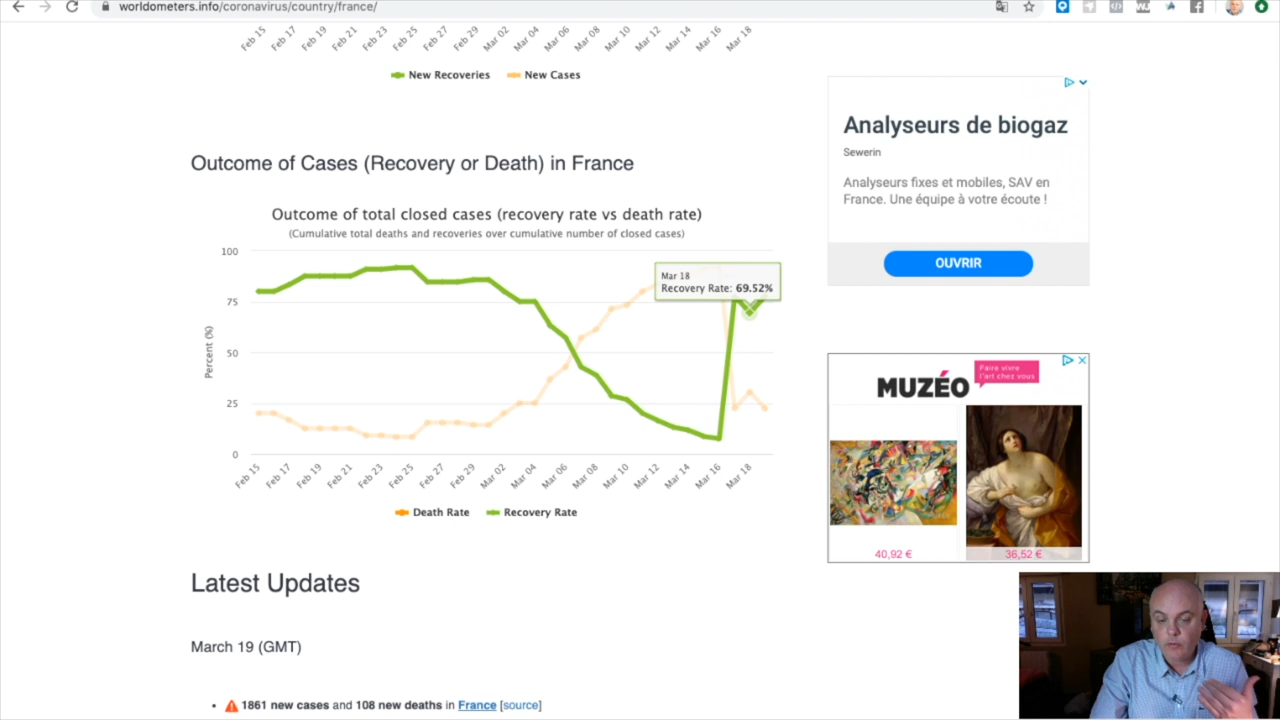 worldometers.info/coronavirus/country/france/
Feb 15 Feb 17 Feb 19 Feb 21 Feb 23 Feb 25 Feb 27 Feb 29 Mar 02 Mar 04 Mar 06 Mar 08 Mar 10 Mar 12 Mar 14 Mar 16 Mar 18
New Recoveries New Cases
Outcome of Cases (Recovery or Death) in France
Outcome of total closed cases (recovery rate vs death rate)
(Cumulative total deaths and recoveries over cumulative number of closed cases)
100
75
50
25
0
Percent (%)
Mar 18
Recovery Rate: 69.52%
Feb 15 Feb 17 Feb 19 Feb 21 Feb 23 Feb 25 Feb 27 Feb 29 Mar 02 Mar 04 Mar 06 Mar 08 Mar 10 Mar 12 Mar 14 Mar 16 Mar 18
Death Rate Recovery Rate
Latest Updates
March 19 (GMT)
1861 new cases and 108 new deaths in France [source]
Analyseurs de biogaz
Sewerin
Analyseurs fixes et mobiles, SAV en
France. Une équipe à votre écoute !
OUVRIR
MUZÉO
Faire vivre
l'art chez vous
40,92 €
36,52 €